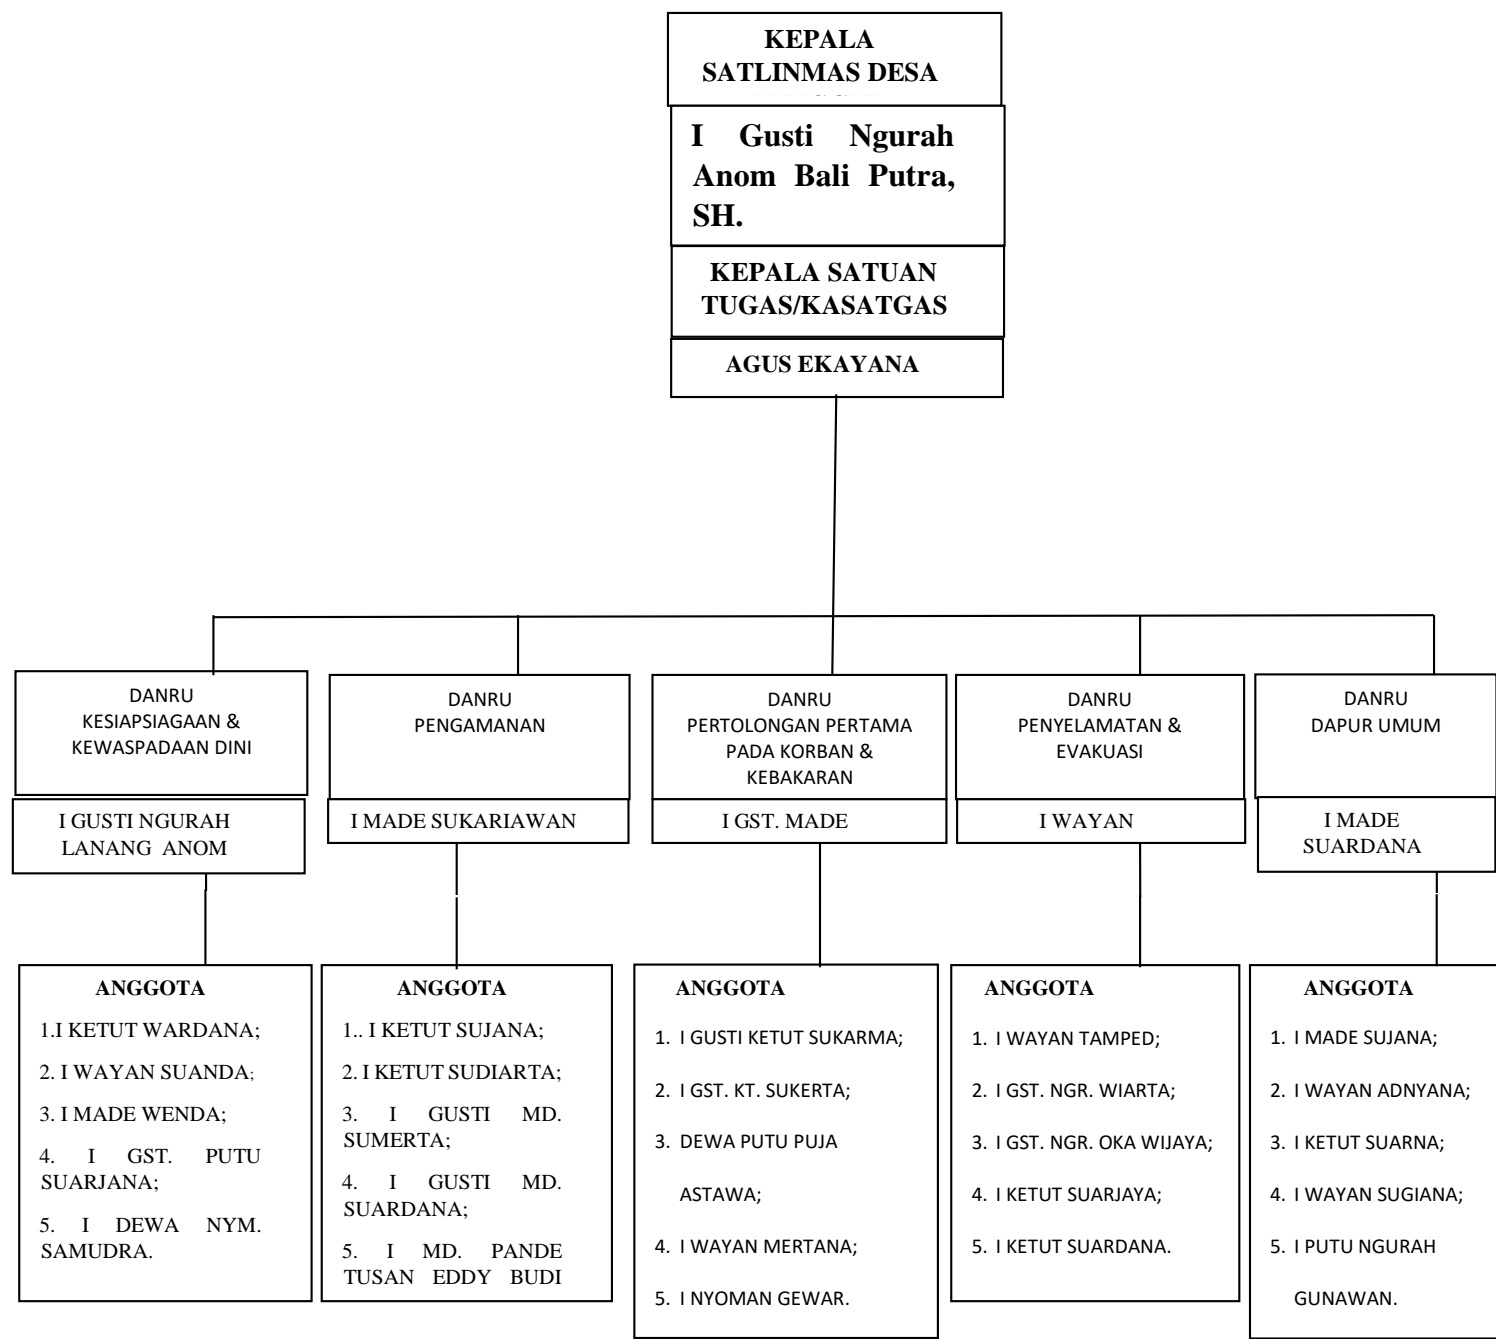 KEPALA
SATLINMAS DESA
I Gusti Ngurah
Anom Bali Putra,
SH.
KEPALA SATUAN
TUGAS/KASATGAS
AGUS EKAYANA
DANRU
KESIAPSIAGAAN &
KEWASPADAAN DINI
I GUSTI NGURAH
LANANG ANOM
DANRU
PENGAMANAN
I MADE SUKARIAWAN
DANRU
PERTOLONGAN PERTAMA
PADA KORBAN &
KEBAKARAN
I GST. MADE
DANRU
PENYELAMATAN &
EVAKUASI
I WAYAN
DANRU
DAPUR UMUM
I MADE
SUARDANA
ANGGOTA
1.I KETUT WARDANA;
2. I WAYAN SUANDA;
3. I MADE WENDA;
4. I GST. PUTU
SUARJANA;
5. I DEWA NYM.
SAMUDRA.
ANGGOTA
1.. I KETUT SUJANA;
2. I KETUT SUDIARTA;
3. I GUSTI MD.
SUMERTA;
4. I GUSTI MD.
SUARDANA;
5. I MD. PANDE
TUSAN EDDY BUDI
ANGGOTA
1. I GUSTI KETUT SUKARMA;
2. I GST. KT. SUKERTA;
3. DEWA PUTU PUJA
ASTAWA;
4. I WAYAN MERTANA;
5. I NYOMAN GEWAR.
ANGGOTA
1. I WAYAN TAMPED;
2. I GST. NGR. WIARTA;
3. I GST. NGR. OKA WIJAYA;
4. I KETUT SUARJAYA;
5. I KETUT SUARDANA.
ANGGOTA
1. I MADE SUJANA;
2. I WAYAN ADNYANA;
3. I KETUT SUARNA;
4. I WAYAN SUGIANA;
5. I PUTU NGURAH
GUNAWAN.